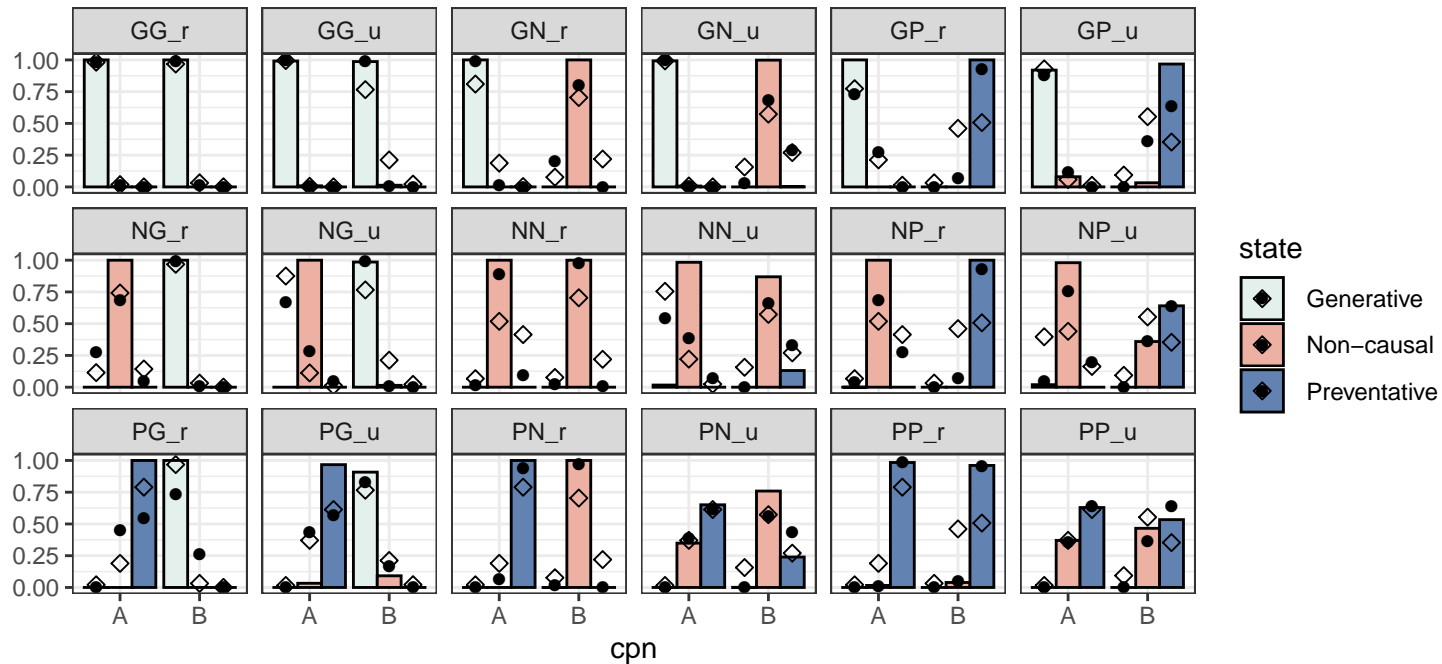 GG_r GG_u GN_r GN_u GP_r GP_u
1.00
0.75
0.50
0.25
0.00
NG_r NG_u NN_r NN_u NP_r NP_u
1.00
0.75
0.50
0.25
0.00
PG_r PG_u PN_r PN_u PP_r PP_u
1.00
0.75
0.50
0.25
0.00
A B A B A B A B A B A B
cpn
state
Generative
Non−causal
Preventative